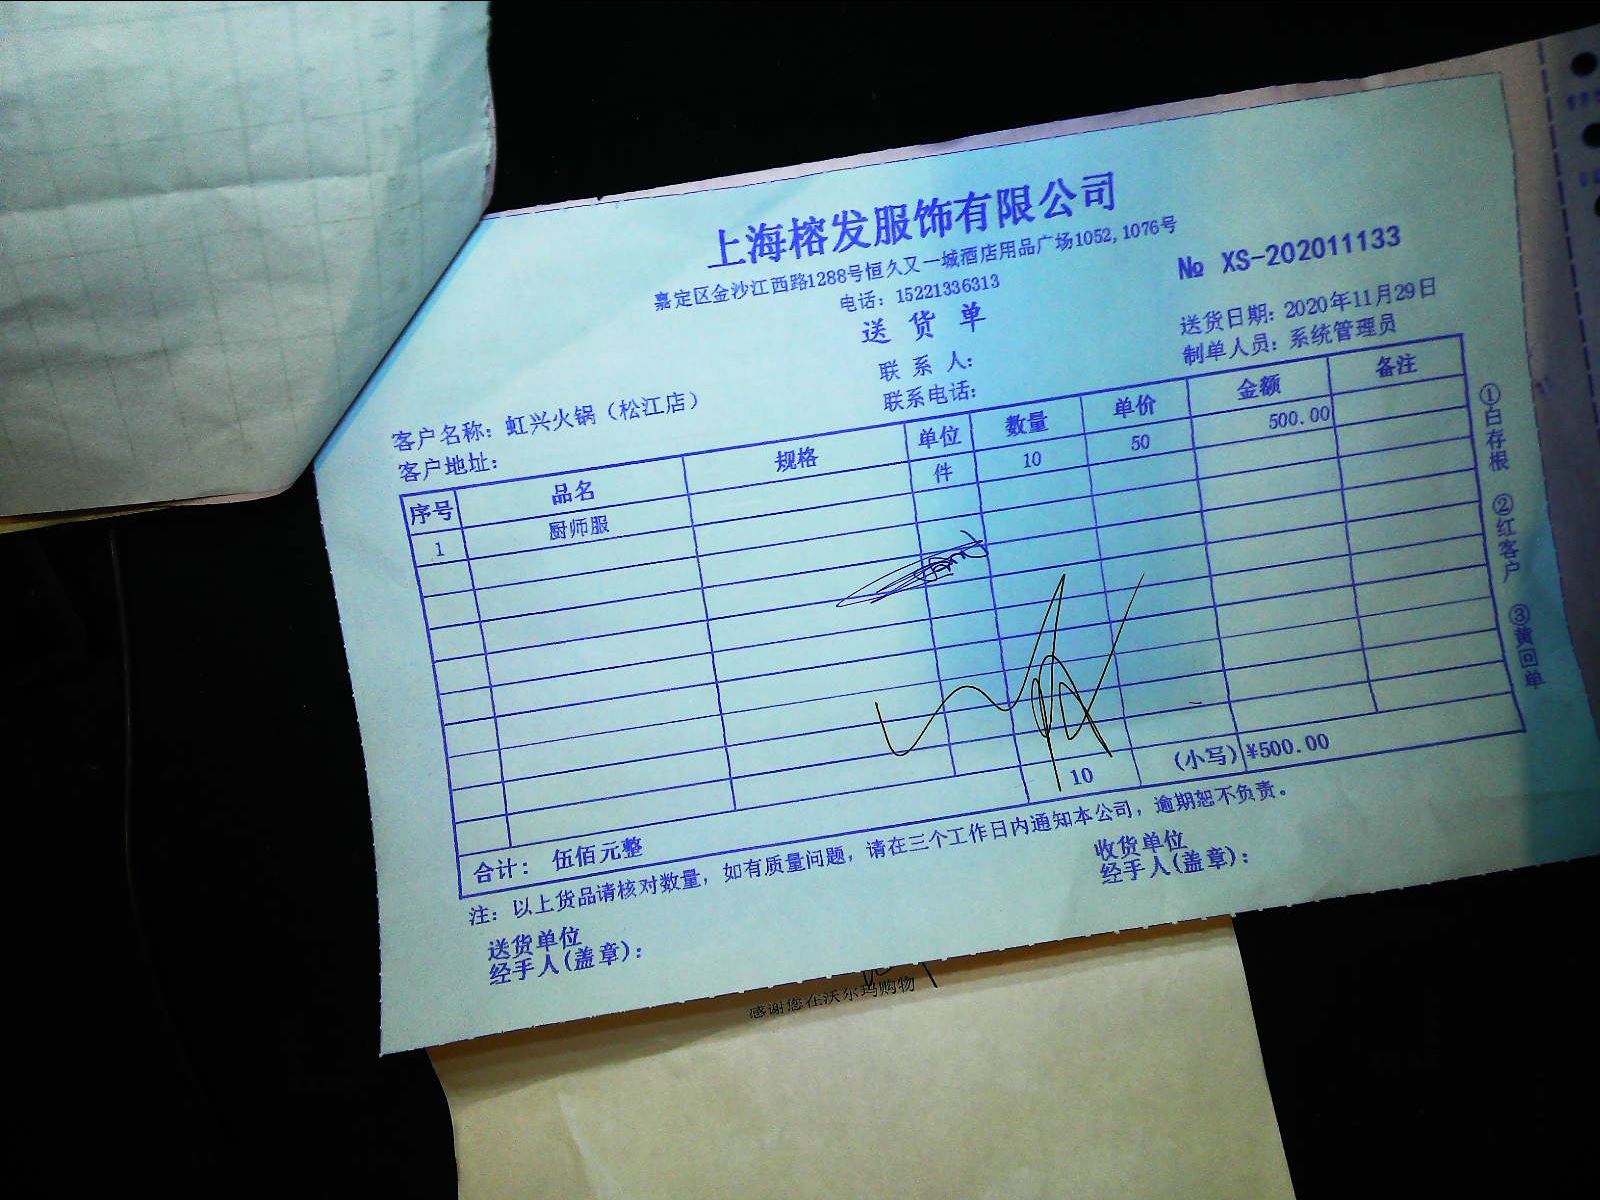 上海榕发服饰有限公司
嘉定区金沙江西路1288号恒久又一城酒店用品广场1052,1076号
电话：15221336313
№ XS-202011133
送货单
送货日期：2020年11月29日
联系人：
制单人员：系统管理员
客户名称：虹兴火锅（松江店）
联系电话：
客户地址：
序号 品名 规格 单位 数量 单价 金额 备注
1 厨师服 件 10 50 500.00
合计： 伍佰元整 10 (小写) ¥500.00
注：以上货品请核对数量，如有质量问题，请在三个工作日内通知本公司，逾期恕不负责。
送货单位
经手人(盖章)：
收货单位
经手人(盖章)：
①白存根 ②红客户 ③黄回单
感谢您在沃尔玛购物